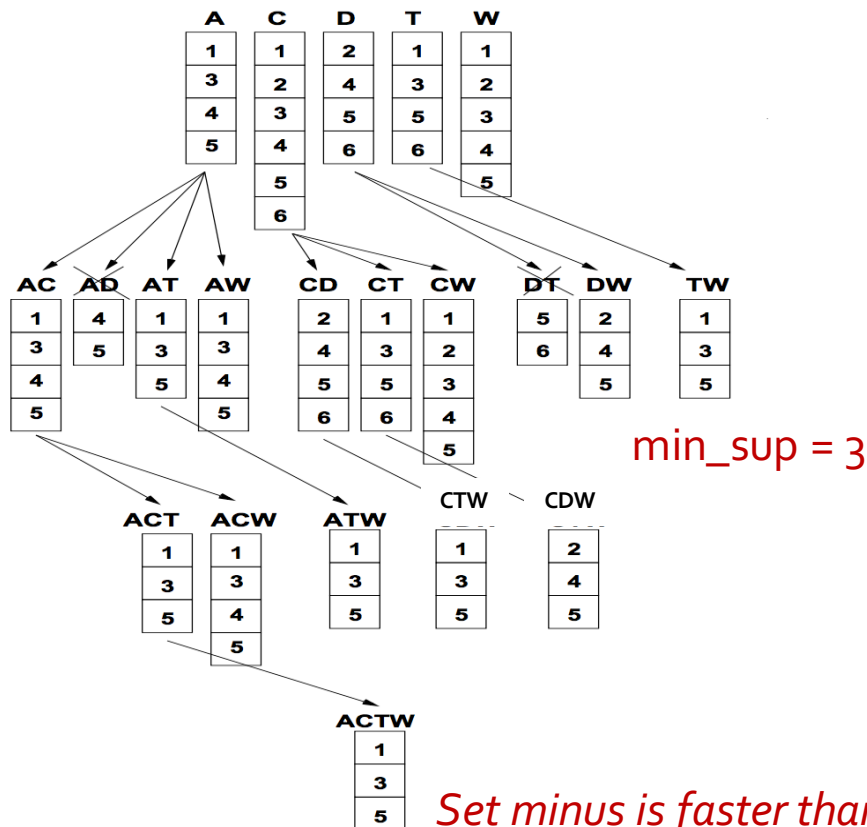 A C D T W
1 1 2 1 1
3 2 4 3 2
4 3 5 5 3
5 4 6 6 4
5 5
6
AC AD AT AW CD CT CW DT DW TW
1 4 1 1 2 1 1 5 2 1
3 5 3 3 4 3 2 6 4 3
4 5 4 5 5 3 5 5
5 5 6 6 4
5
min_sup = 3
ACT ACW ATW CTW CDW
1 1 1 1 2
3 3 3 3 4
5 4 5 5 5
5
ACTW
1
3
5
Set minus is faster than